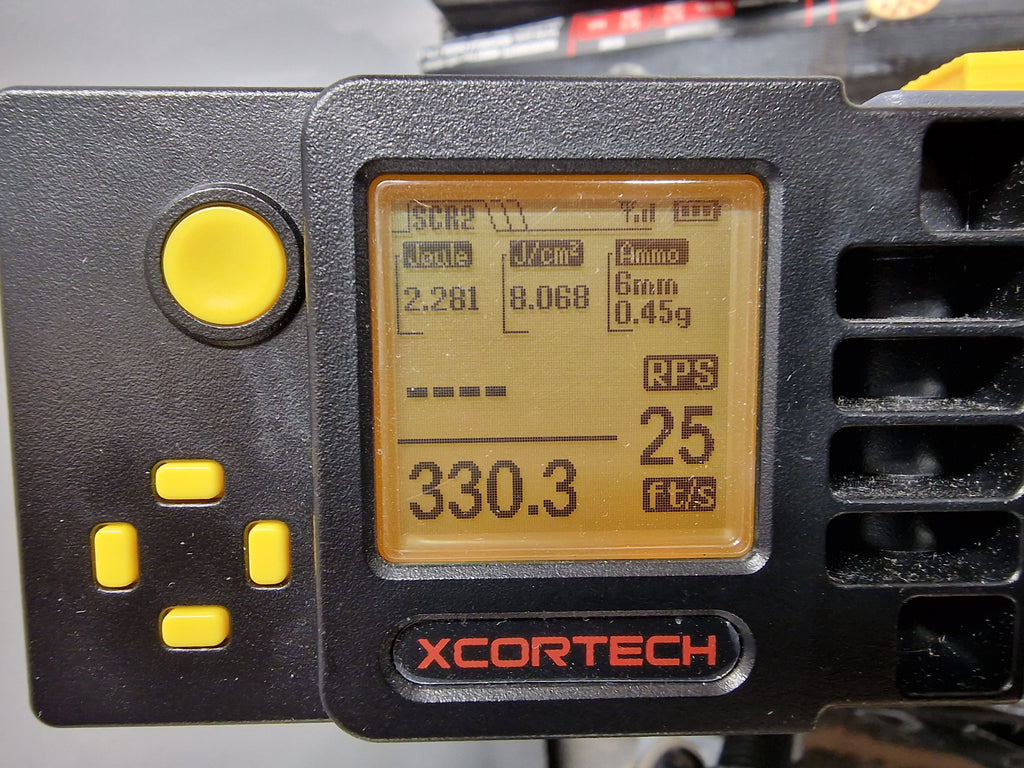 SCR2
Joule J/cm² Ammo
2.281 8.068 6mm
0.45g
---- RPS
25
330.3 ft/s
XCORTECH